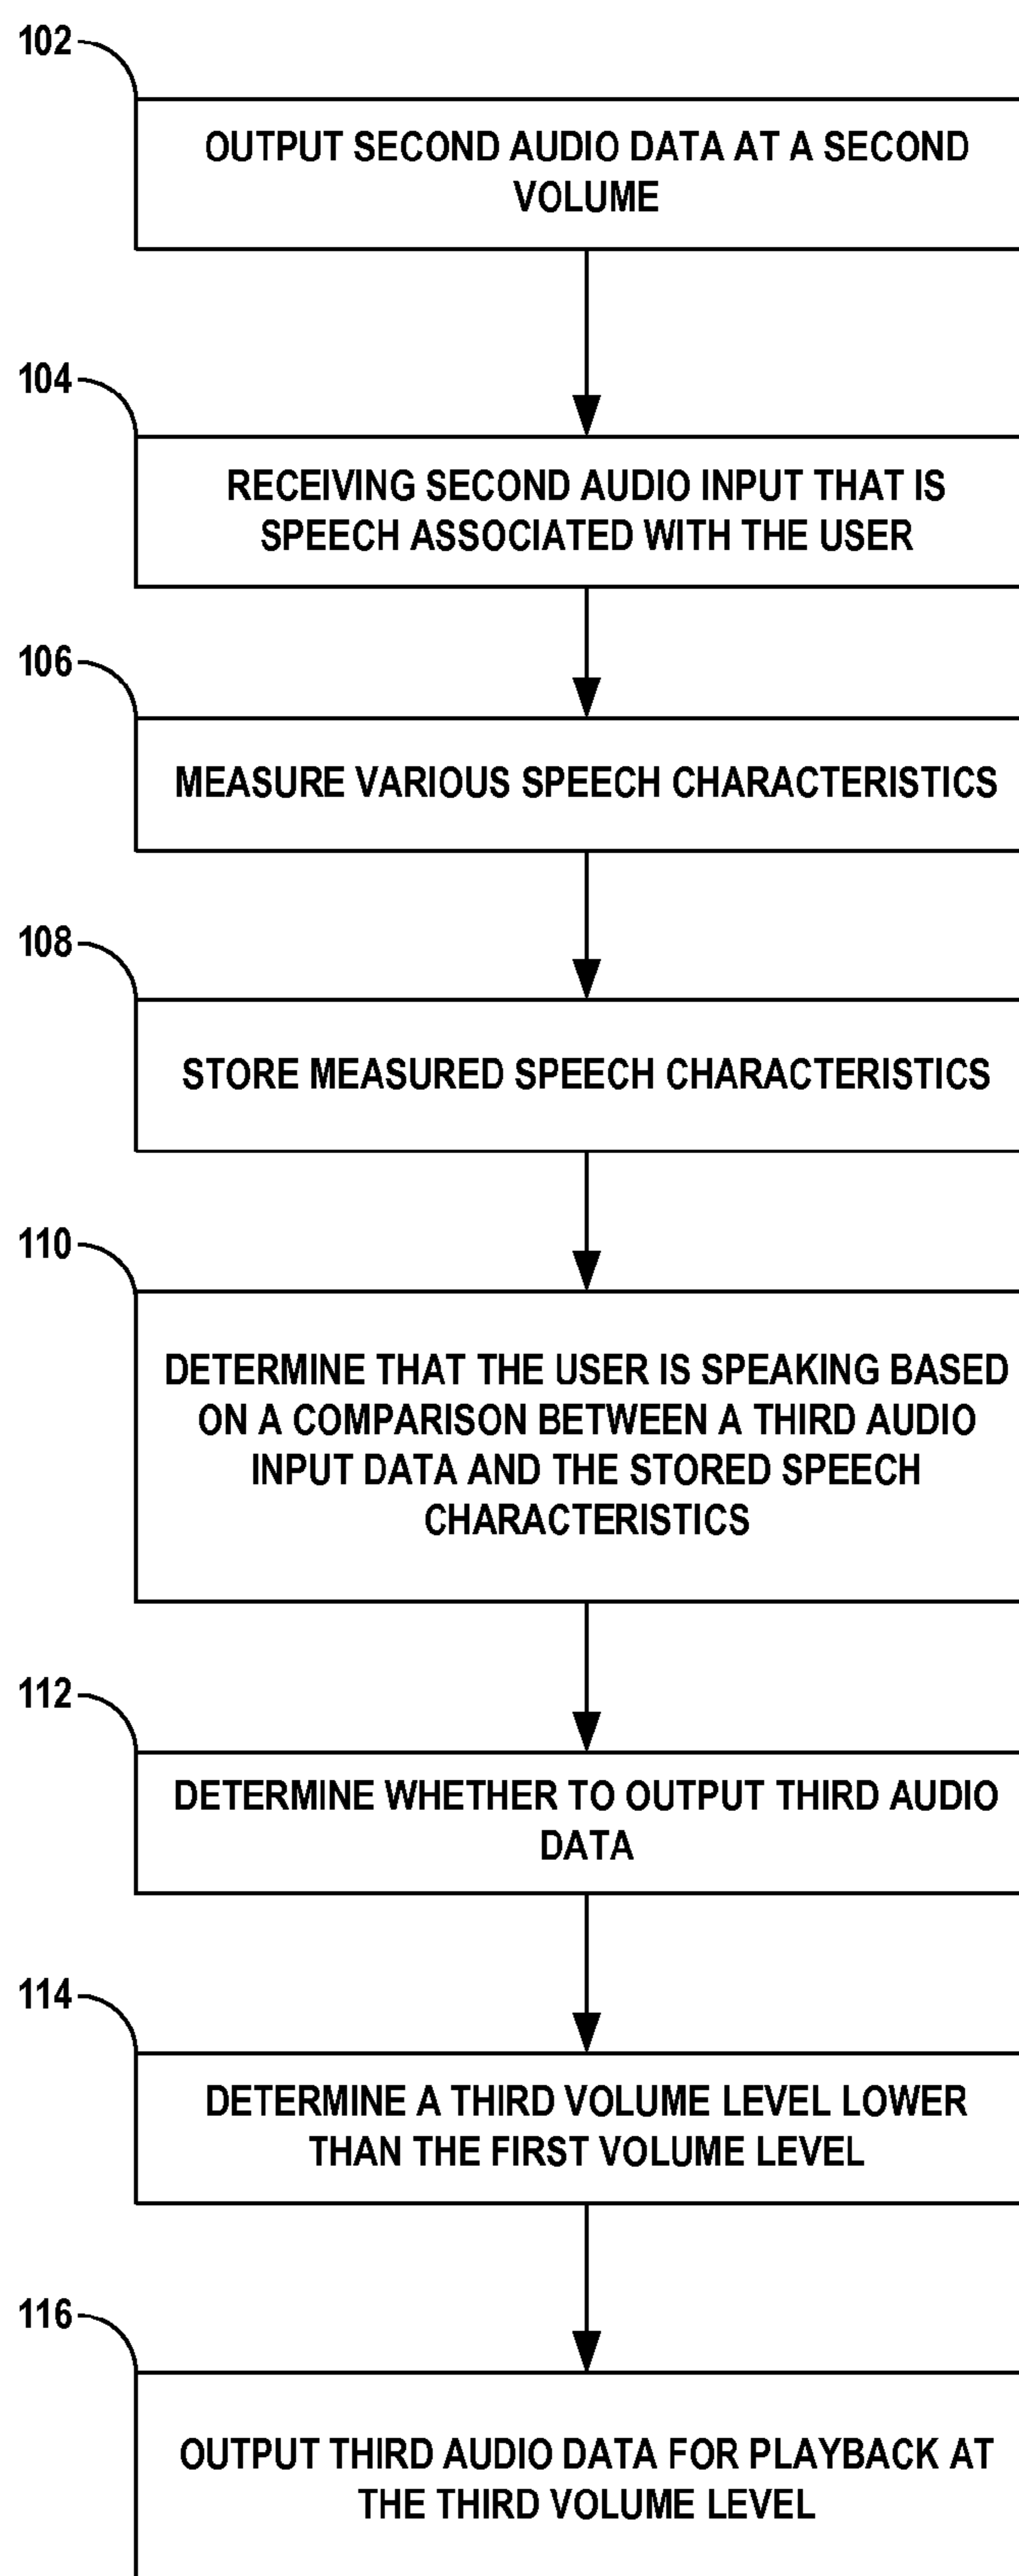 102
OUTPUT SECOND AUDIO DATA AT A SECOND
VOLUME
104
RECEIVING SECOND AUDIO INPUT THAT IS
SPEECH ASSOCIATED WITH THE USER
106
MEASURE VARIOUS SPEECH CHARACTERISTICS
108
STORE MEASURED SPEECH CHARACTERISTICS
110
DETERMINE THAT THE USER IS SPEAKING BASED
ON A COMPARISON BETWEEN A THIRD AUDIO
INPUT DATA AND THE STORED SPEECH
CHARACTERISTICS
112
DETERMINE WHETHER TO OUTPUT THIRD AUDIO
DATA
114
DETERMINE A THIRD VOLUME LEVEL LOWER
THAN THE FIRST VOLUME LEVEL
116
OUTPUT THIRD AUDIO DATA FOR PLAYBACK AT
THE THIRD VOLUME LEVEL